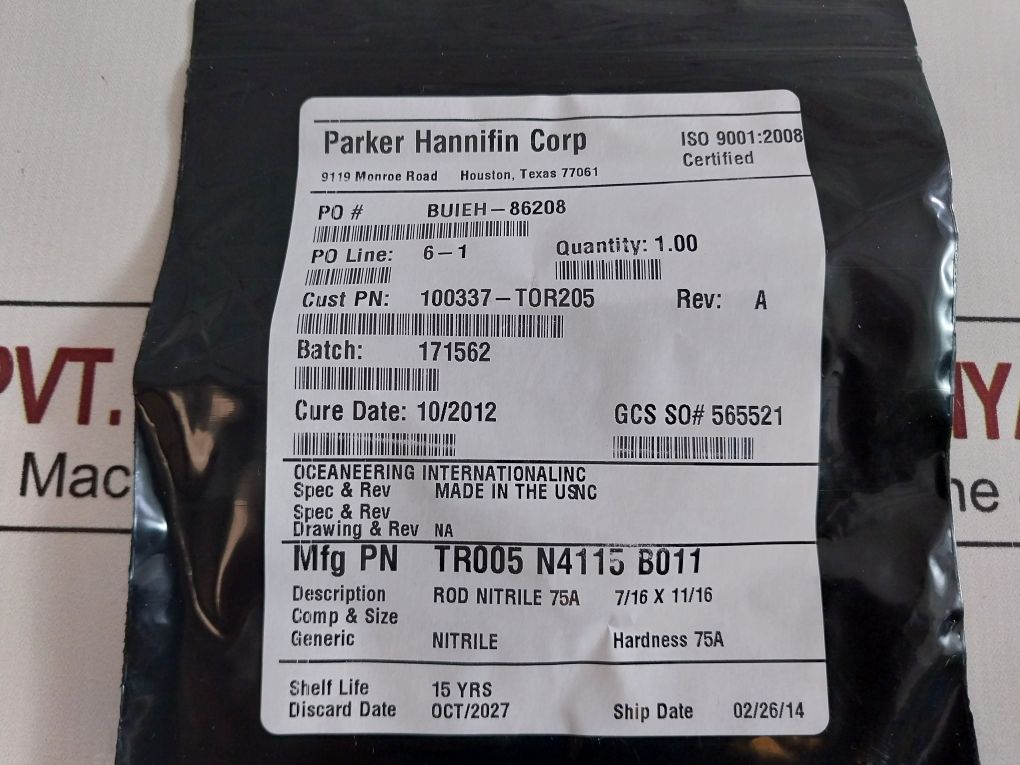 Parker Hannifin Corp ISO 9001:2008
Certified
9119 Monroe Road Houston, Texas 77061
PO # BUIEH-86208
PO Line: 6-1 Quantity: 1.00
Cust PN: 100337-TOR205 Rev: A
Batch: 171562
Cure Date: 10/2012 GCS SO# 565521
OCEANEERING INTERNATIONALINC
Spec & Rev MADE IN THE US
Spec & Rev
Drawing & Rev NA
Mfg PN TR005 N4115 B011
Description ROD NITRILE 75A 7/16 X 11/16
Comp & Size
Generic NITRILE Hardness 75A
Shelf Life 15 YRS
Discard Date OCT/2027 Ship Date 02/26/14
PVT.
Mac